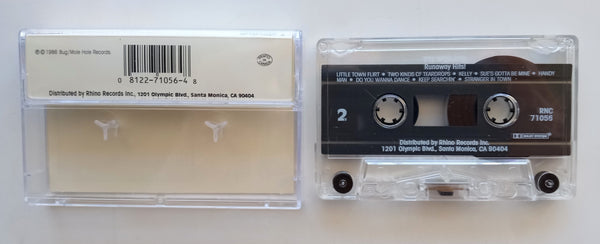 ℗ © 1986 Bug/Mole Hole Records
0 8122-71056-4 8
Distributed by Rhino Records Inc., 1201 Olympic Blvd., Santa Monica, CA 90404
Runaway Hits!
LITTLE TOWN FLIRT • TWO KINDS OF TEARDROPS • KELLY • SUE'S GOTTA BE MINE • HANDY
MAN • DO YOU WANNA DANCE • KEEP SEARCHIN' • STRANGER IN TOWN
2
RNC
71056
DOLBY SYSTEM
Distributed by Rhino Records Inc.
1201 Olympic Blvd., Santa Monica, CA 90404